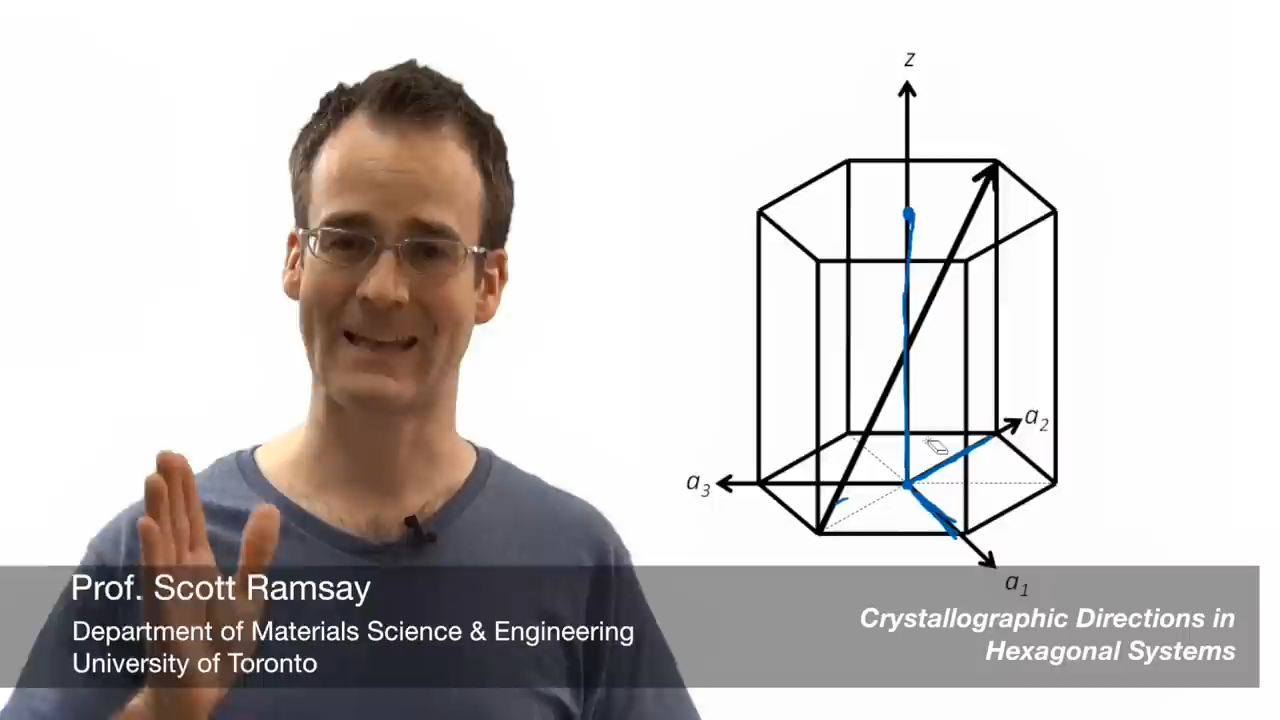 z
a2
a3
a1
Prof. Scott Ramsay
Department of Materials Science & Engineering
University of Toronto
Crystallographic Directions in
Hexagonal Systems